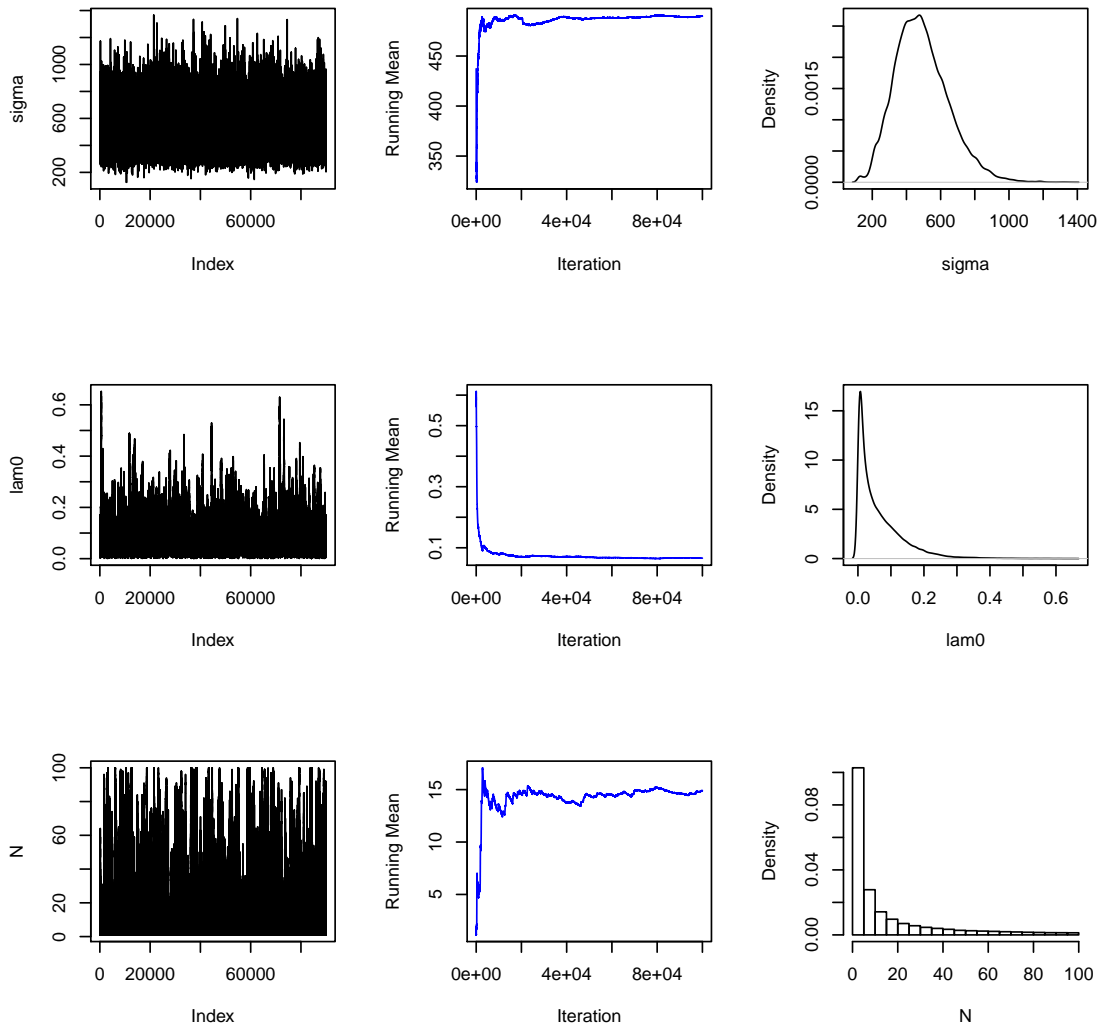 sigma
200
600
1000
0
20000
60000
Index
Running Mean
350
400
450
0e+00
4e+04
8e+04
Iteration
Density
0.0000
0.0015
200
600
1000
1400
sigma
lam0
0.0
0.2
0.4
0.6
0
20000
60000
Index
Running Mean
0.1
0.3
0.5
0e+00
4e+04
8e+04
Iteration
Density
0
5
10
15
0.0
0.2
0.4
0.6
lam0
N
0
20
60
100
0
20000
60000
Index
Running Mean
5
10
15
0e+00
4e+04
8e+04
Iteration
Density
0.00
0.04
0.08
0
20
40
60
80
100
N